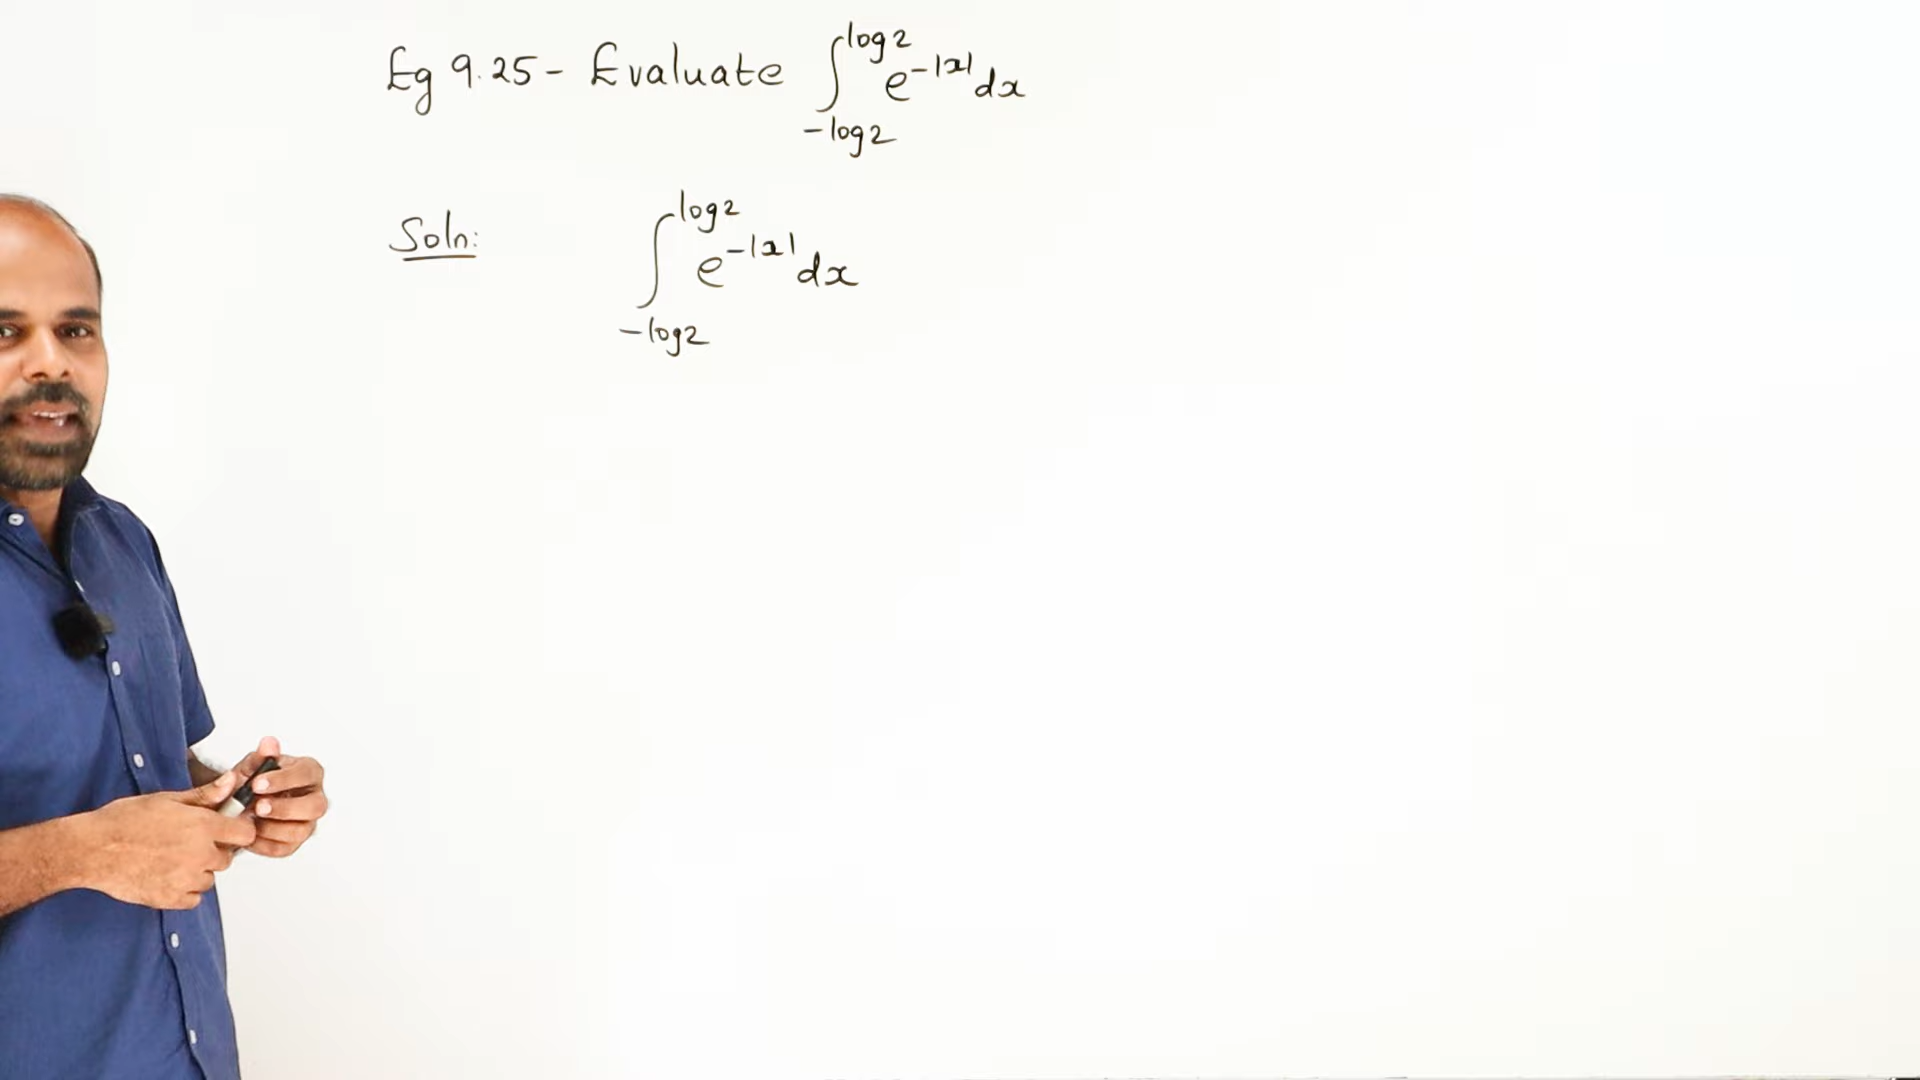 Eg 9.25 - Evaluate ∫_{-log2}^{log2} e^{-|x|} dx
Soln: ∫_{-log2}^{log2} e^{-|x|} dx